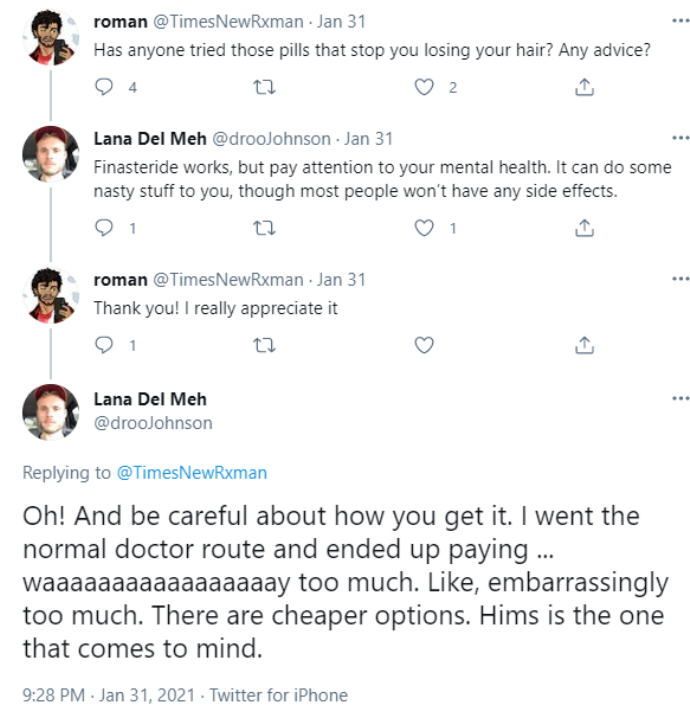 roman @TimesNewRxman · Jan 31
Has anyone tried those pills that stop you losing your hair? Any advice?
4 2
Lana Del Meh @drooJohnson · Jan 31
Finasteride works, but pay attention to your mental health. It can do some
nasty stuff to you, though most people won't have any side effects.
1 1
roman @TimesNewRxman · Jan 31
Thank you! I really appreciate it
1
Lana Del Meh
@drooJohnson
Replying to @TimesNewRxman
Oh! And be careful about how you get it. I went the
normal doctor route and ended up paying ...
waaaaaaaaaaaaaaaaay too much. Like, embarrassingly
too much. There are cheaper options. Hims is the one
that comes to mind.
9:28 PM · Jan 31, 2021 · Twitter for iPhone